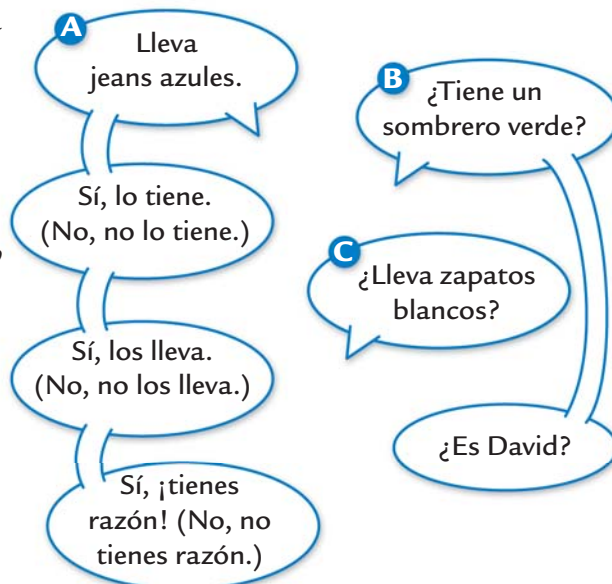 A
Lleva
jeans azules.
B
¿Tiene un
sombrero verde?
Sí, lo tiene.
(No, no lo tiene.)
C
¿Lleva zapatos
blancos?
Sí, los lleva.
(No, no los lleva.)
¿Es David?
Sí, ¡tienes
razón! (No, no
tienes razón.)